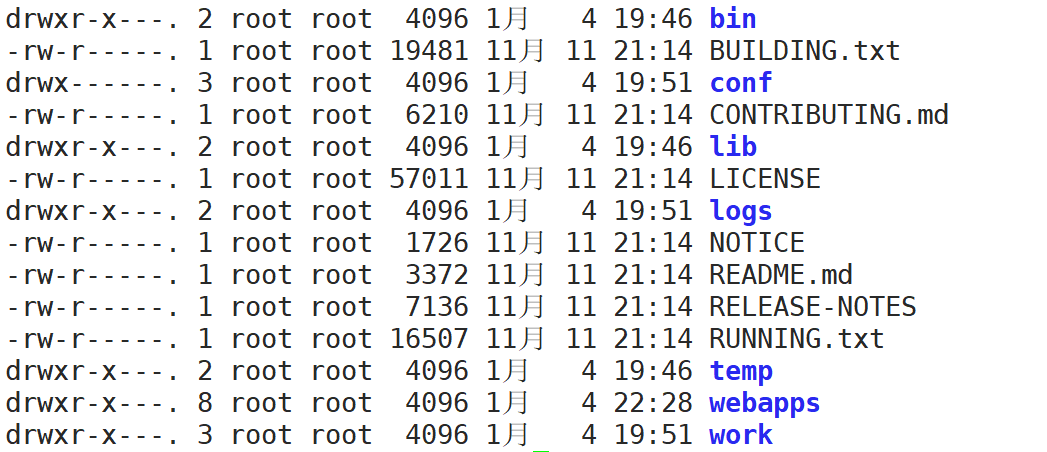 drwxr-x---. 2 root root  4096 1月   4 19:46 bin
-rw-r-----. 1 root root 19481 11月 11 21:14 BUILDING.txt
drwx------. 3 root root  4096 1月   4 19:51 conf
-rw-r-----. 1 root root  6210 11月 11 21:14 CONTRIBUTING.md
drwxr-x---. 2 root root  4096 1月   4 19:46 lib
-rw-r-----. 1 root root 57011 11月 11 21:14 LICENSE
drwxr-x---. 2 root root  4096 1月   4 19:51 logs
-rw-r-----. 1 root root  1726 11月 11 21:14 NOTICE
-rw-r-----. 1 root root  3372 11月 11 21:14 README.md
-rw-r-----. 1 root root  7136 11月 11 21:14 RELEASE-NOTES
-rw-r-----. 1 root root 16507 11月 11 21:14 RUNNING.txt
drwxr-x---. 2 root root  4096 1月   4 19:46 temp
drwxr-x---. 8 root root  4096 1月   4 22:28 webapps
drwxr-x---. 3 root root  4096 1月   4 19:51 work